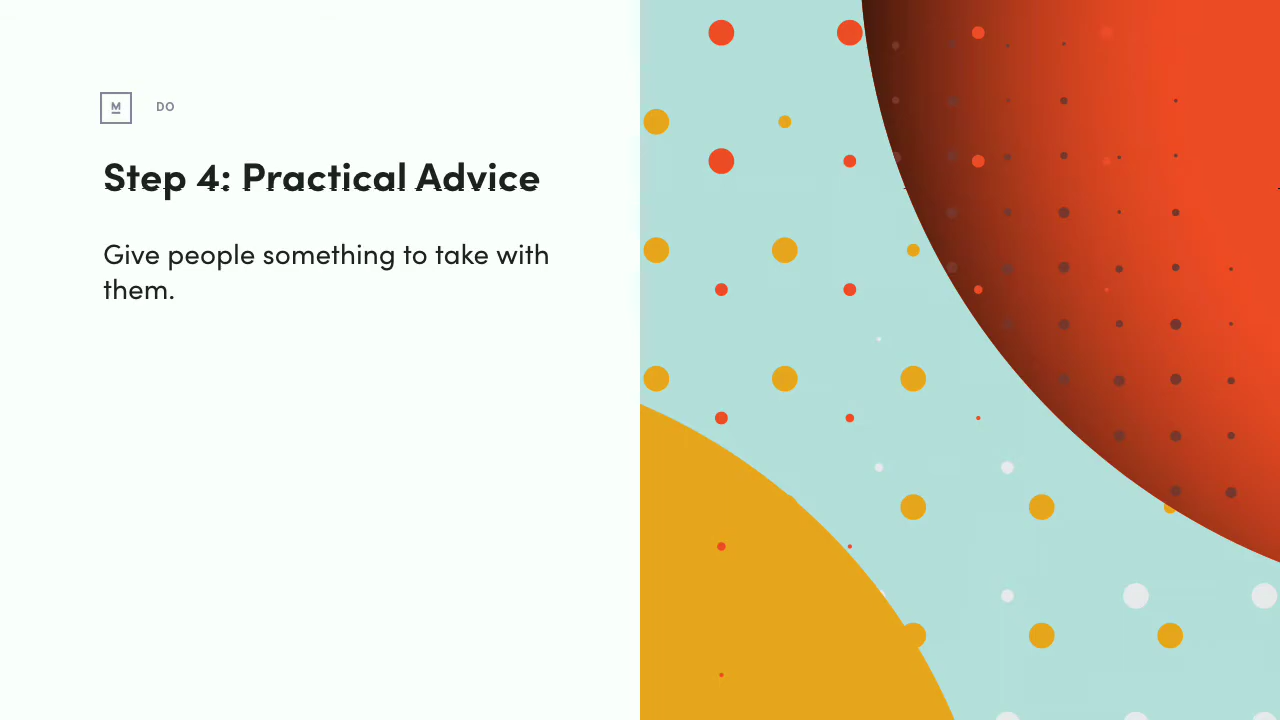 M DO
Step 4: Practical Advice
Give people something to take with
them.